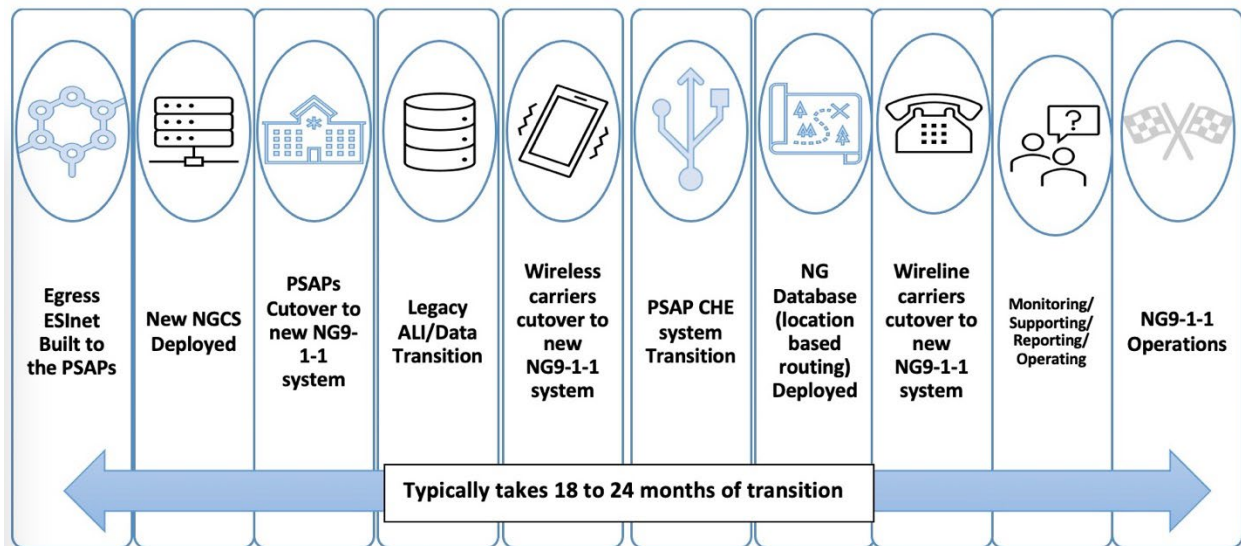 ?
Egress
ESInet
Built to
the PSAPs
New NGCS
Deployed
PSAPs
Cutover to
new NG9-
1-1
system
Legacy
ALI/Data
Transition
Wireless
carriers
cutover to
new
NG9-1-1
system
PSAP CHE
system
Transition
NG
Database
(location
based
routing)
Deployed
Wireline
carriers
cutover to
new
NG9-1-1
system
Monitoring/
Supporting/
Reporting/
Operating
NG9-1-1
Operations
Typically takes 18 to 24 months of transition